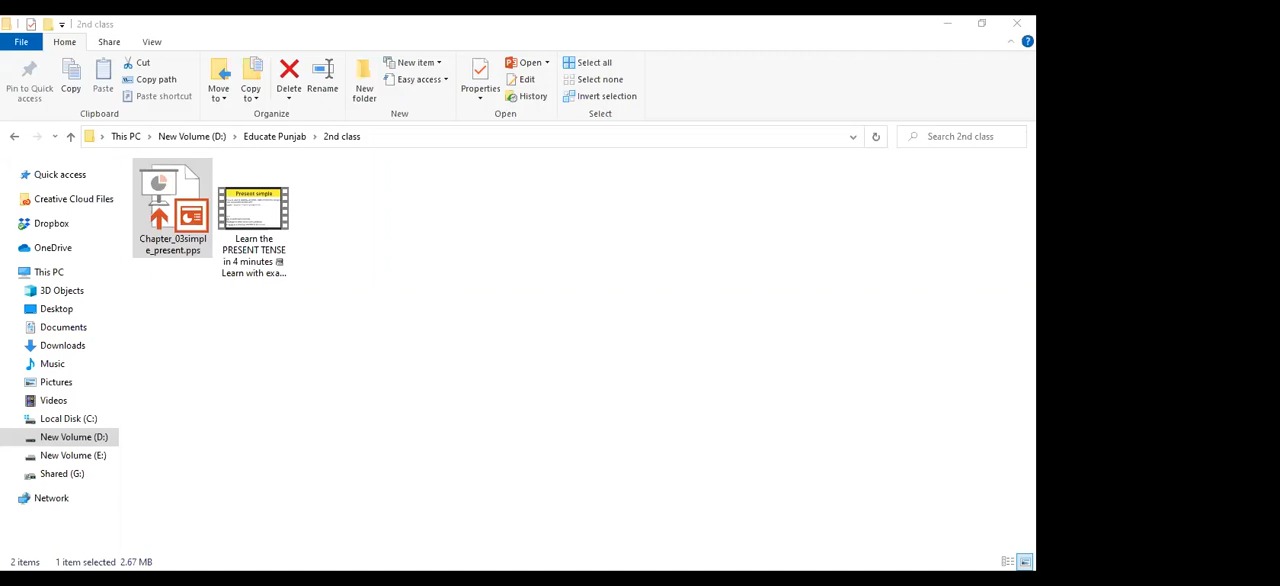 2nd class
File Home Share View
Pin to Quick access
Copy
Paste
Cut
Copy path
Paste shortcut
Clipboard
Move to
Copy to
Delete
Rename
Organize
New folder
New item
Easy access
New
Properties
Open
Edit
History
Open
Select all
Select none
Invert selection
Select
This PC > New Volume (D:) > Educate Punjab > 2nd class
Search 2nd class
Quick access
Creative Cloud Files
Dropbox
OneDrive
This PC
3D Objects
Desktop
Documents
Downloads
Music
Pictures
Videos
Local Disk (C:)
New Volume (D:)
New Volume (E:)
Shared (G:)
Network
Chapter_03simpl
e_present.pps
Present simple
Learn the
PRESENT TENSE
in 4 minutes
Learn with exa...
2 items 1 item selected 2.67 MB